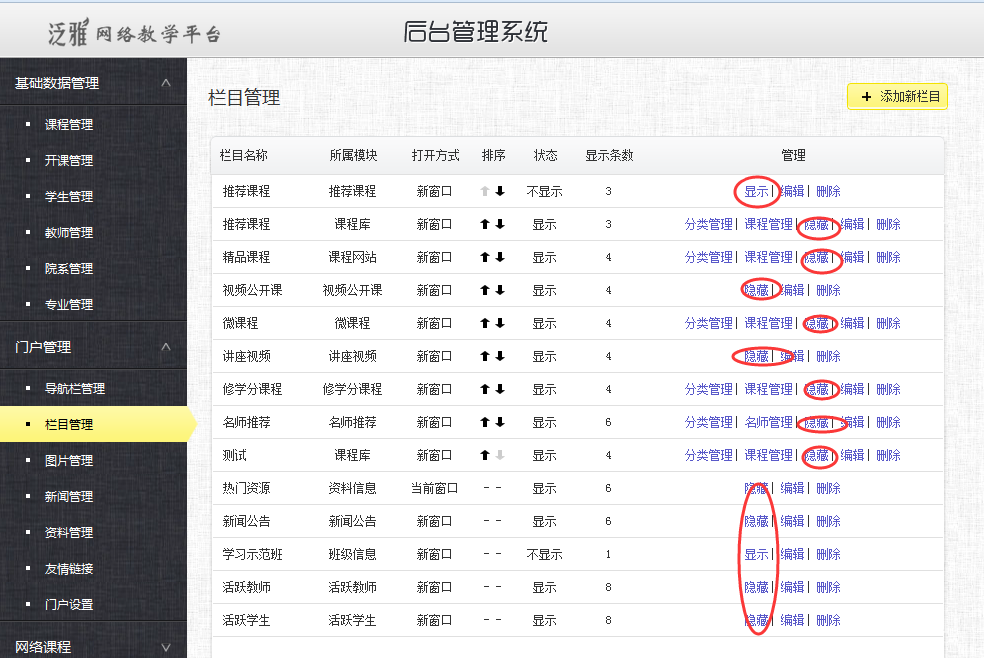 泛雅 网络教学平台
后台管理系统
基础数据管理
课程管理
开课管理
学生管理
教师管理
院系管理
专业管理
门户管理
导航栏管理
栏目管理
图片管理
新闻管理
资料管理
友情链接
门户设置
网络课程
栏目管理
+ 添加新栏目
栏目名称 所属模块 打开方式 排序 状态 显示条数 管理
推荐课程 推荐课程 新窗口 ↑ ↓ 不显示 3 显示| 编辑| 删除
推荐课程 课程库 新窗口 ↑ ↓ 显示 3 分类管理| 课程管理| 隐藏| 编辑| 删除
精品课程 课程网站 新窗口 ↑ ↓ 显示 4 分类管理| 课程管理| 隐藏| 编辑| 删除
视频公开课 视频公开课 新窗口 ↑ ↓ 显示 4 隐藏| 编辑| 删除
微课程 微课程 新窗口 ↑ ↓ 显示 4 分类管理| 课程管理| 隐藏| 编辑| 删除
讲座视频 讲座视频 新窗口 ↑ ↓ 显示 4 隐藏| 编辑| 删除
修学分课程 修学分课程 新窗口 ↑ ↓ 显示 4 分类管理| 课程管理| 隐藏| 编辑| 删除
名师推荐 名师推荐 新窗口 ↑ ↓ 显示 6 分类管理| 名师管理| 隐藏| 编辑| 删除
测试 课程库 新窗口 ↑ ↓ 显示 4 分类管理| 课程管理| 隐藏| 编辑| 删除
热门资源 资料信息 当前窗口 - - 显示 6 隐藏| 编辑| 删除
新闻公告 新闻公告 新窗口 - - 显示 6 隐藏| 编辑| 删除
学习示范班 班级信息 新窗口 - - 不显示 1 显示| 编辑| 删除
活跃教师 活跃教师 新窗口 - - 显示 8 隐藏| 编辑| 删除
活跃学生 活跃学生 新窗口 - - 显示 8 隐藏| 编辑| 删除